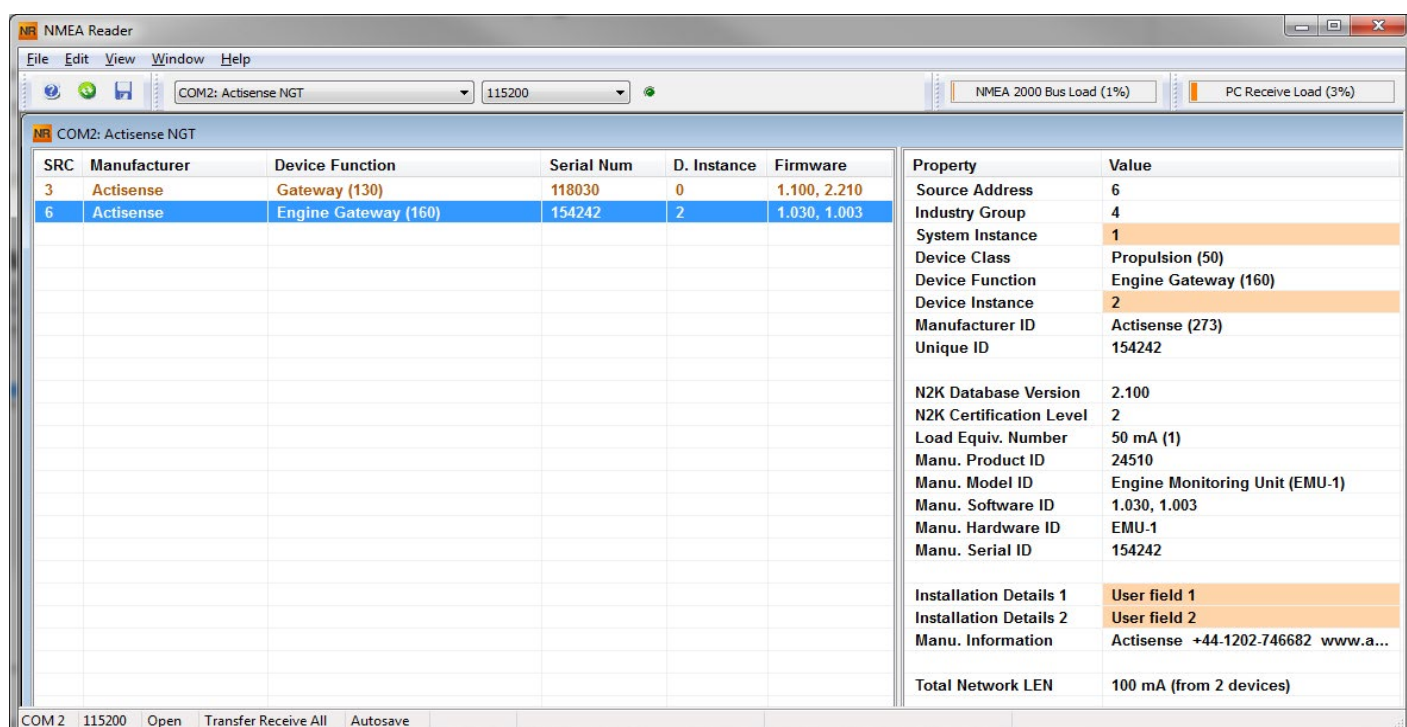 NR NMEA Reader
File Edit View Window Help
COM2: Actisense NGT 115200 NMEA 2000 Bus Load (1%) PC Receive Load (3%)
NR COM2: Actisense NGT
SRC Manufacturer Device Function Serial Num D. Instance Firmware
3 Actisense Gateway (130) 118030 0 1.100, 2.210
6 Actisense Engine Gateway (160) 154242 2 1.030, 1.003
Property Value
Source Address 6
Industry Group 4
System Instance 1
Device Class Propulsion (50)
Device Function Engine Gateway (160)
Device Instance 2
Manufacturer ID Actisense (273)
Unique ID 154242
N2K Database Version 2.100
N2K Certification Level 2
Load Equiv. Number 50 mA (1)
Manu. Product ID 24510
Manu. Model ID Engine Monitoring Unit (EMU-1)
Manu. Software ID 1.030, 1.003
Manu. Hardware ID EMU-1
Manu. Serial ID 154242
Installation Details 1 User field 1
Installation Details 2 User field 2
Manu. Information Actisense +44-1202-746682 www.a...
Total Network LEN 100 mA (from 2 devices)
COM 2 115200 Open Transfer Receive All Autosave